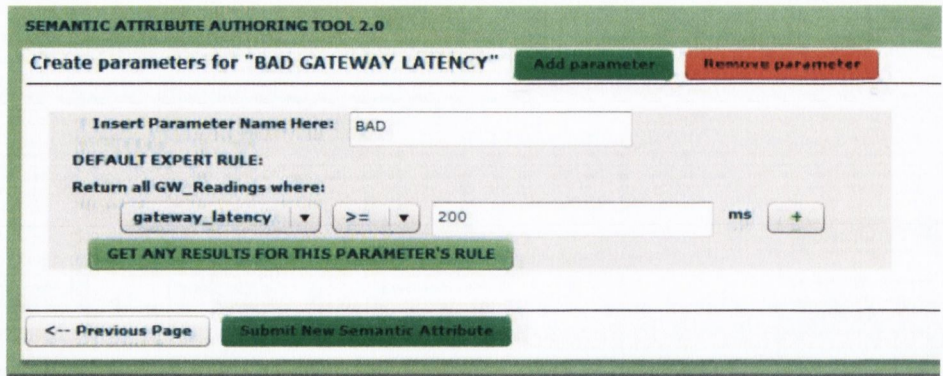 SEMANTIC ATTRIBUTE AUTHORING TOOL 2.0
Create parameters for "BAD GATEWAY LATENCY" Add parameter Remove parameter
Insert Parameter Name Here: BAD
DEFAULT EXPERT RULE:
Return all GW_Readings where:
gateway_latency >= 200 ms +
GET ANY RESULTS FOR THIS PARAMETER'S RULE
<-- Previous Page Submit New Semantic Attribute